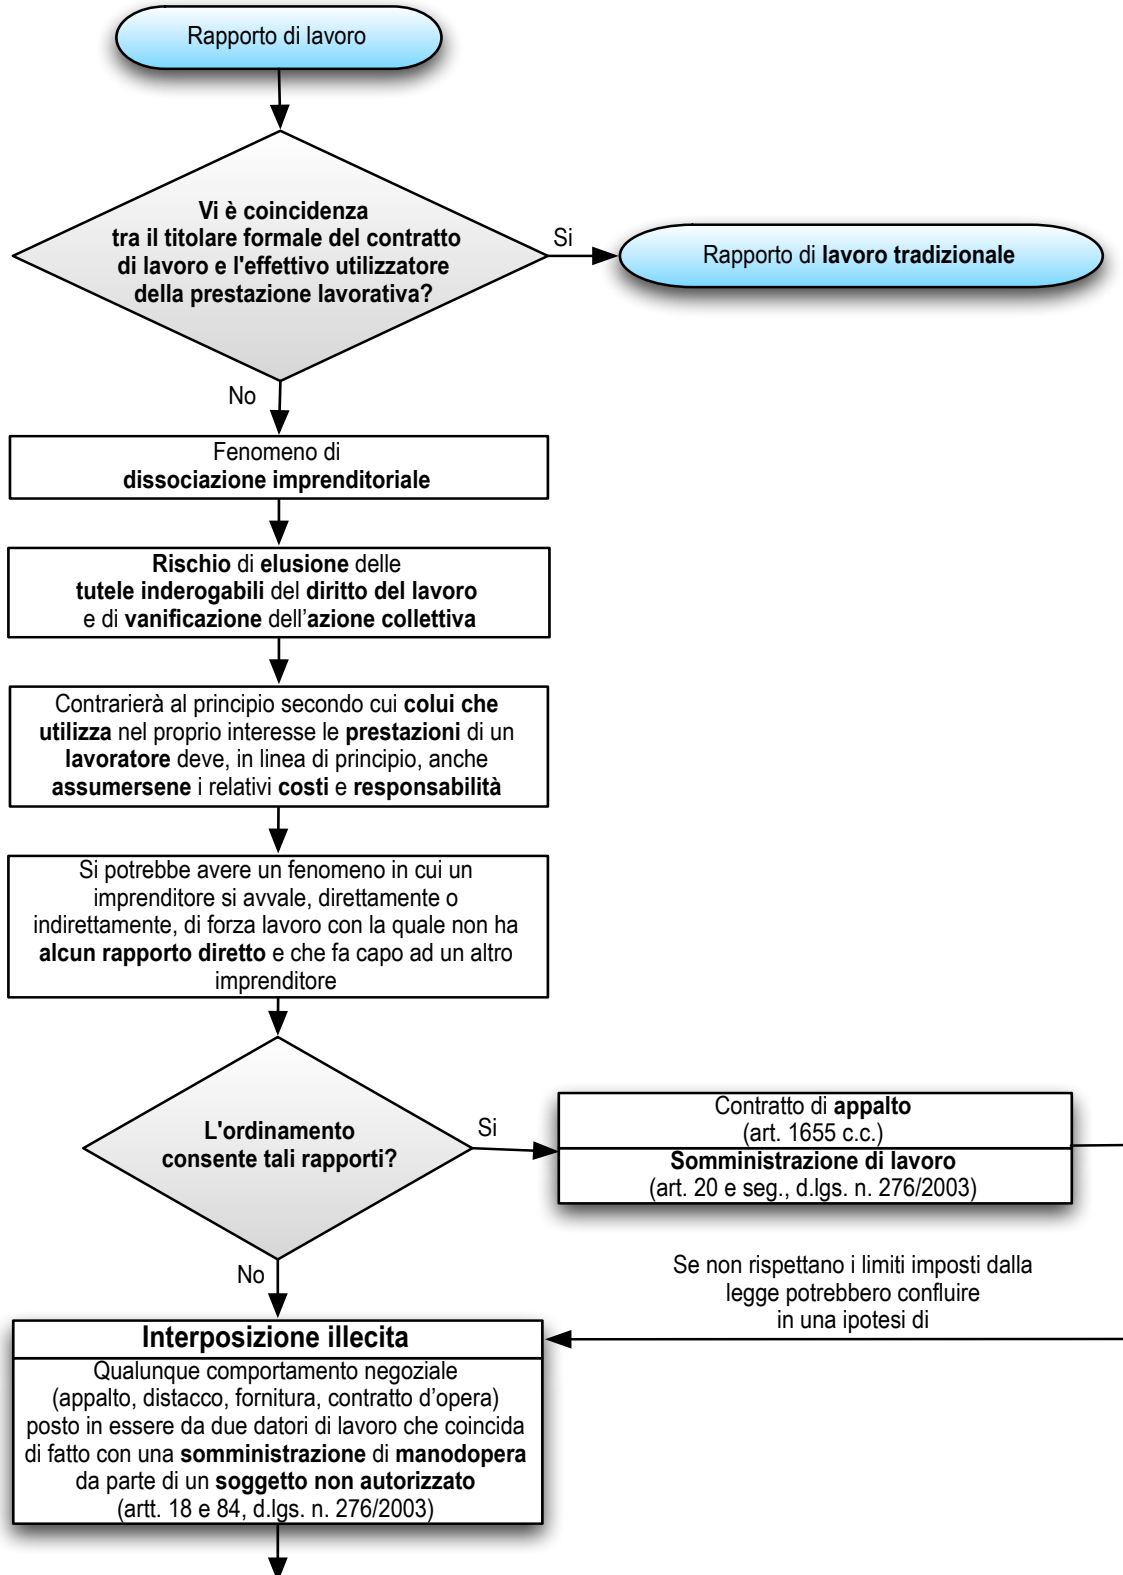 Rapporto di lavoro
Vi è coincidenza
tra il titolare formale del contratto
di lavoro e l'effettivo utilizzatore
della prestazione lavorativa?
Si
Rapporto di lavoro tradizionale
No
Fenomeno di
dissociazione imprenditoriale
Rischio di elusione delle
tutele inderogabili del diritto del lavoro
e di vanificazione dell'azione collettiva
Contrarierà al principio secondo cui colui che
utilizza nel proprio interesse le prestazioni di un
lavoratore deve, in linea di principio, anche
assumersene i relativi costi e responsabilità
Si potrebbe avere un fenomeno in cui un
imprenditore si avvale, direttamente o
indirettamente, di forza lavoro con la quale non ha
alcun rapporto diretto e che fa capo ad un altro
imprenditore
L'ordinamento
consente tali rapporti?
Si
Contratto di appalto
(art. 1655 c.c.)
Somministrazione di lavoro
(art. 20 e seg., d.lgs. n. 276/2003)
No
Se non rispettano i limiti imposti dalla
legge potrebbero confluire
in una ipotesi di
Interposizione illecita
Qualunque comportamento negoziale
(appalto, distacco, fornitura, contratto d'opera)
posto in essere da due datori di lavoro che coincida
di fatto con una somministrazione di manodopera
da parte di un soggetto non autorizzato
(artt. 18 e 84, d.lgs. n. 276/2003)